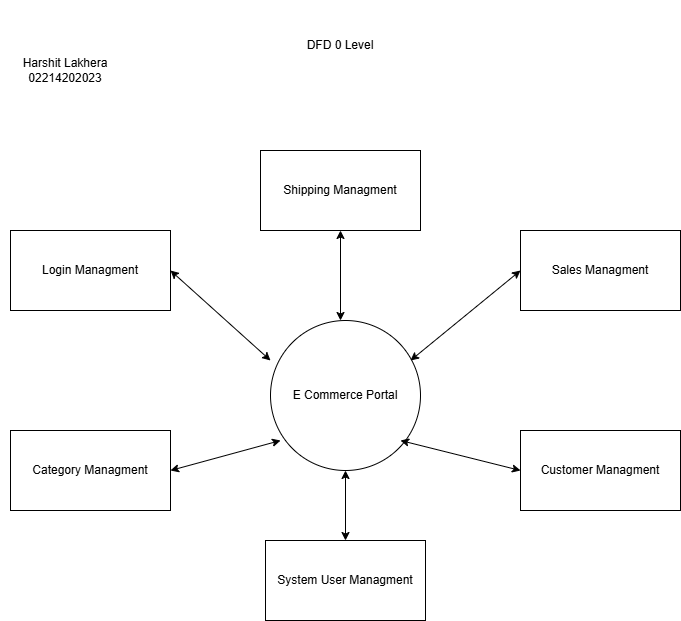 DFD 0 Level
Harshit Lakhera
02214202023
Shipping Managment
Login Managment
Sales Managment
E Commerce Portal
Category Managment
Customer Managment
System User Managment